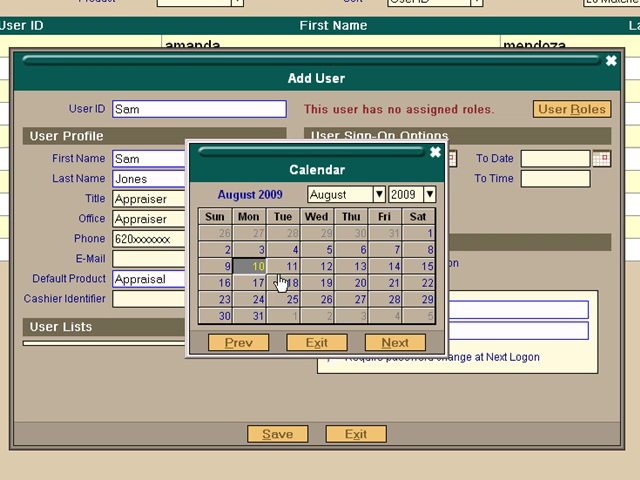 User ID First Name
amanda mendoza
Add User
User ID Sam This user has no assigned roles. User Roles
User Profile User Sign-On Options
First Name Sam To Date
Last Name Jones To Time
Title Appraiser
Office Appraiser
Phone 620xxxxxxx
E-Mail
Default Product Appraisal
Cashier Identifier
User Lists
Calendar
August 2009 August 2009
Sun Mon Tue Wed Thu Fri Sat
26 27 28 29 30 31 1
2 3 4 5 6 7 8
9 10 11 12 13 14 15
16 17 18 19 20 21 22
23 24 25 26 27 28 29
30 31 1 2 3 4 5
Prev Exit Next
Require password change at Next Logon
Save Exit